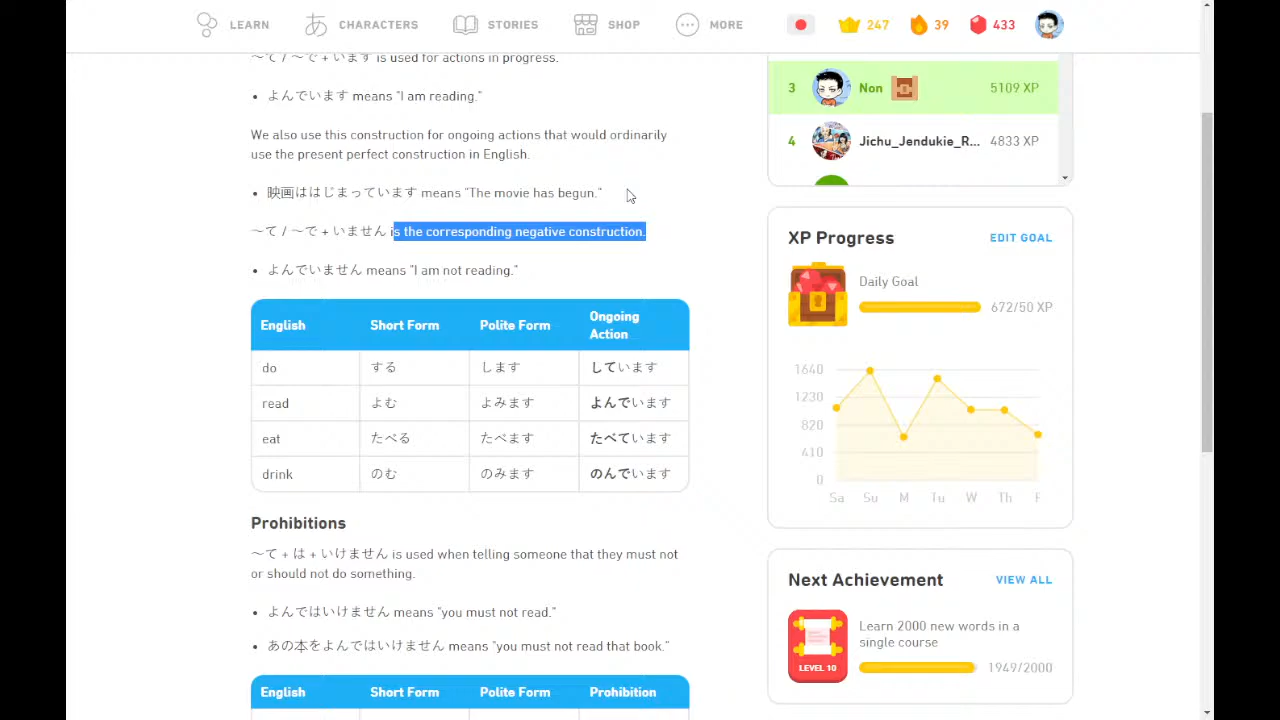 LEARN
CHARACTERS
STORIES
SHOP
MORE
247
39
433
〜て / 〜で + います is used for actions in progress.
• よんでいます means "I am reading."
We also use this construction for ongoing actions that would ordinarily
use the present perfect construction in English.
• 映画ははじまっています means "The movie has begun."
〜て / 〜で + いません is the corresponding negative construction.
• よんでいません means "I am not reading."
English Short Form Polite Form Ongoing Action
do する します しています
read よむ よみます よんでいます
eat たべる たべます たべています
drink のむ のみます のんでいます
Prohibitions
〜て + は + いけません is used when telling someone that they must not
or should not do something.
• よんではいけません means "you must not read."
• あの本をよんではいけません means "you must not read that book."
English Short Form Polite Form Prohibition
3 Non 5109 XP
4 Jichu_Jendukie_R... 4833 XP
XP Progress EDIT GOAL
Daily Goal
672/50 XP
1640
1230
820
410
0
Sa Su M Tu W Th F
Next Achievement VIEW ALL
Learn 2000 new words in a
single course
LEVEL 10
1949/2000